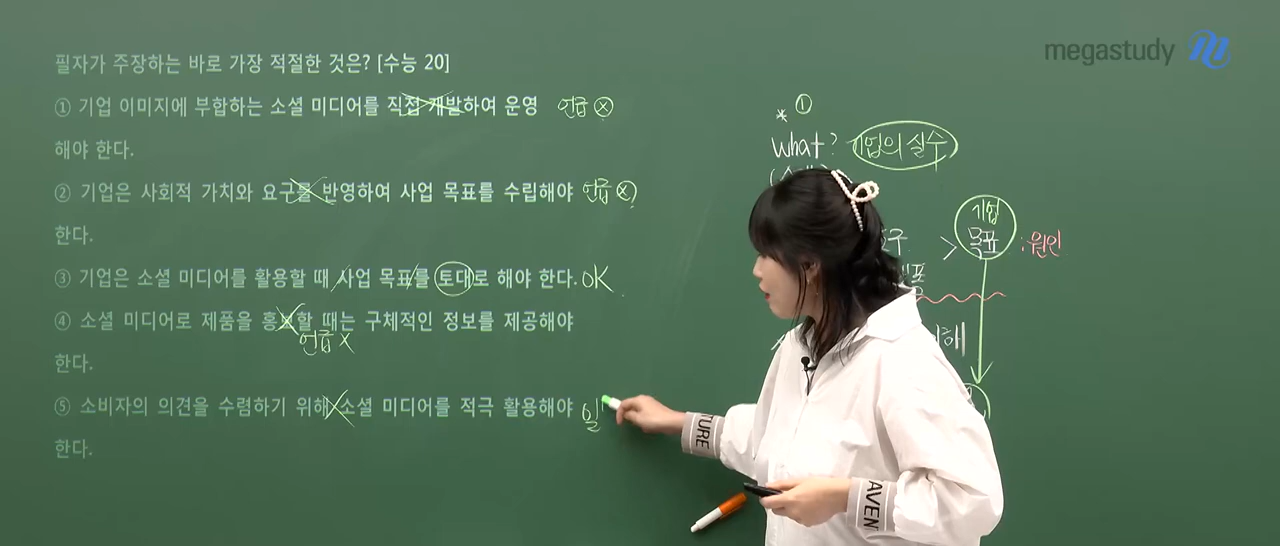 필자가 주장하는 바로 가장 적절한 것은? [수능 20]
① 기업 이미지에 부합하는 소셜 미디어를 직접 개발하여 운영 언급 ⓧ
해야 한다.
② 기업은 사회적 가치와 요구를 반영하여 사업 목표를 수립해야 언급 ⓧ
한다.
③ 기업은 소셜 미디어를 활용할 때 사업 목표를 토대로 해야 한다. OK
④ 소셜 미디어로 제품을 홍보할 때는 구체적인 정보를 제공해야
언급 X
한다.
⑤ 소비자의 의견을 수렴하기 위해 소셜 미디어를 적극 활용해야
한다.
megastudy
* ①
what? 기업의 실수
기업
목표 :원인
TURE
AVEN